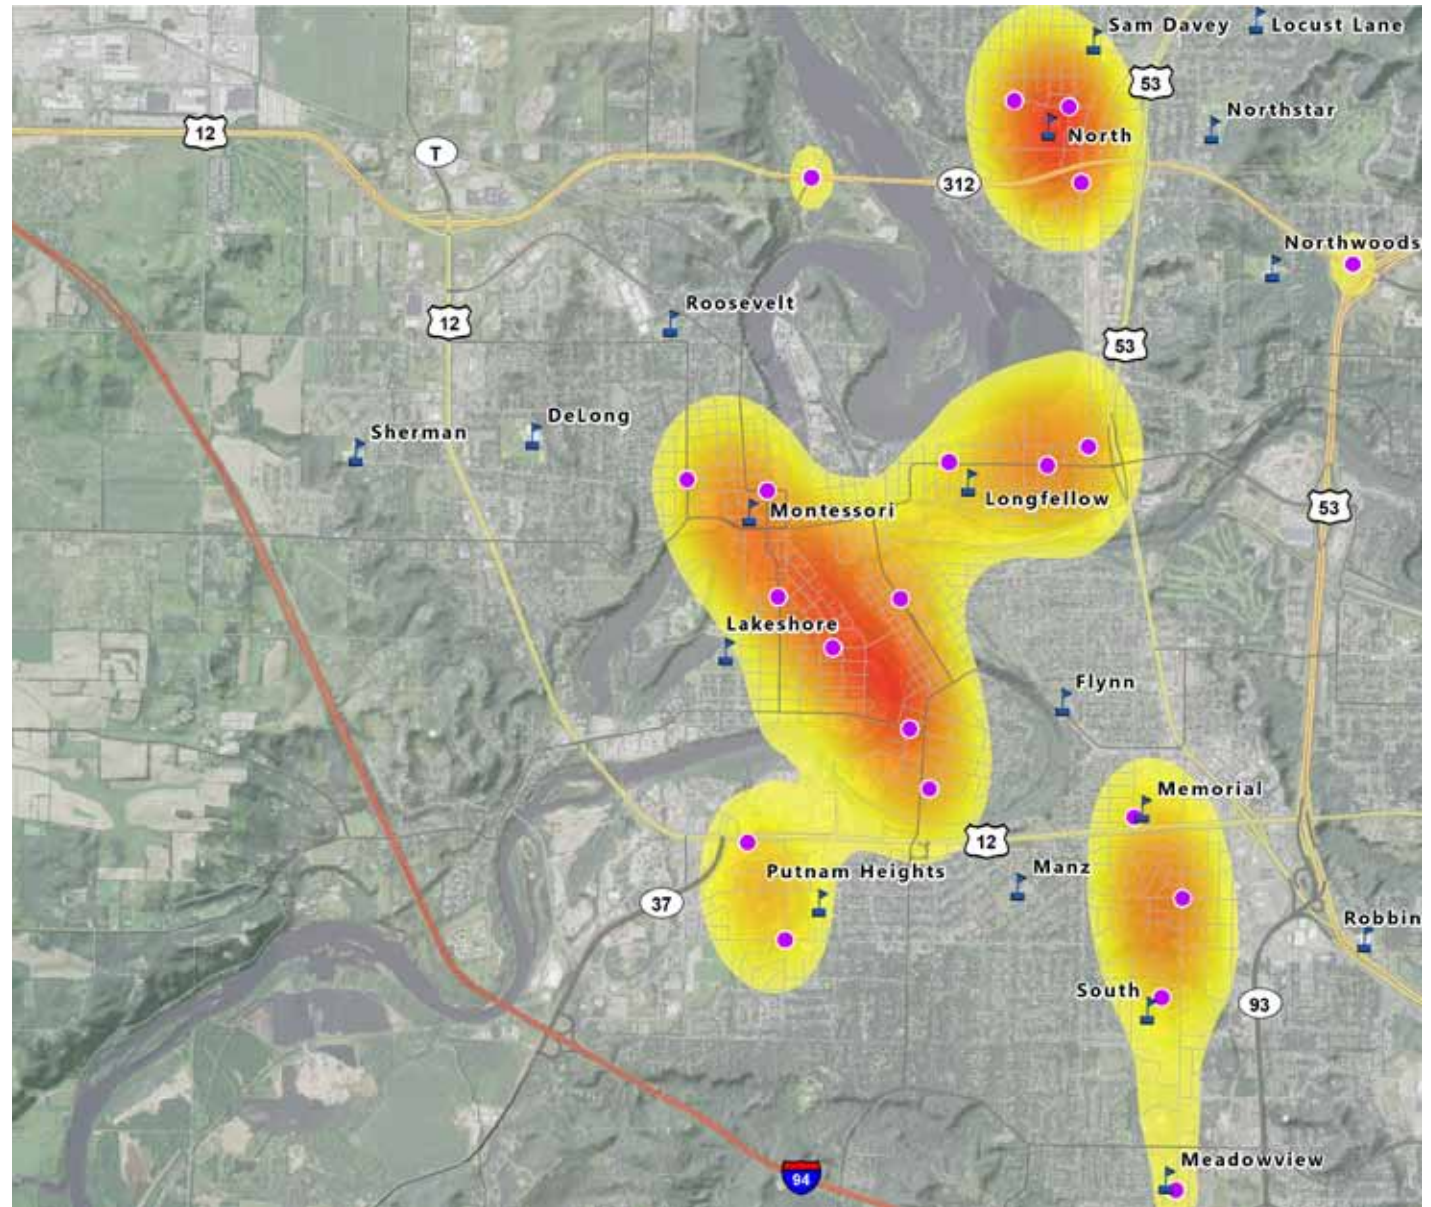 Sam Davey
Locust Lane
53
Northstar
12
North
T
312
Northwoods
Roosevelt
12
53
DeLong
Sherman
Longfellow
Montessori
53
Lakeshore
Flynn
Memorial
12
Manz
Putnam Heights
37
Robbin
South
93
Meadowview
94